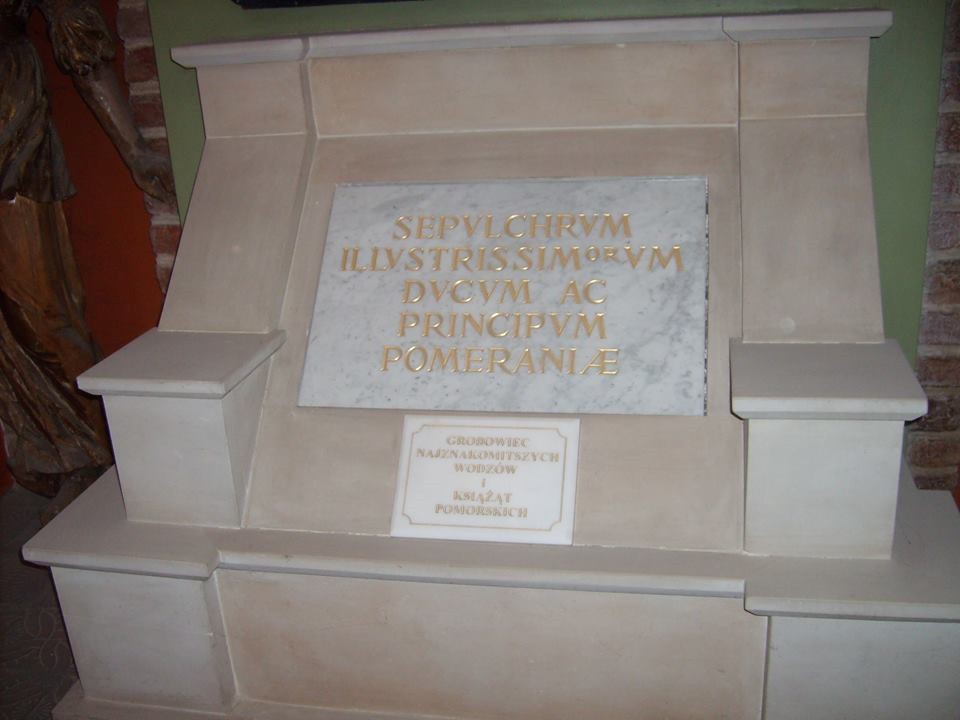 SEPVLCHRVM
ILLVSTRISSIMORVM
DVCVM AC
PRINCIPVM
POMERANIÆ
GROBOWIEC
NAJZNAKOMITSZYCH
WODZÓW
i
KSIĄŻĄT
POMORSKICH